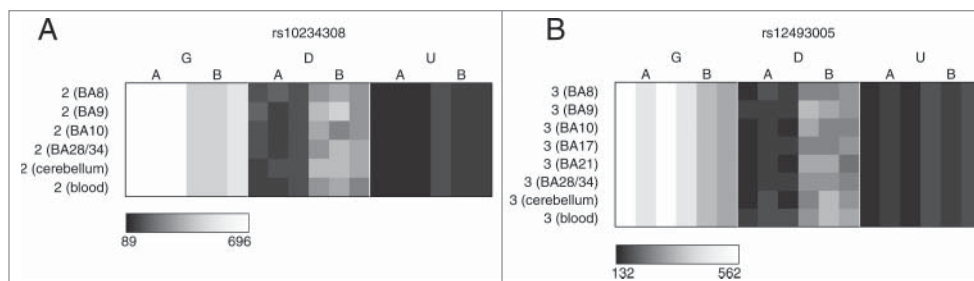 A
rs10234308
G D U
A B A B A B
2 (BA8)
2 (BA9)
2 (BA10)
2 (BA28/34)
2 (cerebellum)
2 (blood)
89 696
B
rs12493005
G D U
A B A B A B
3 (BA8)
3 (BA9)
3 (BA10)
3 (BA17)
3 (BA21)
3 (BA28/34)
3 (cerebellum)
3 (blood)
132 562